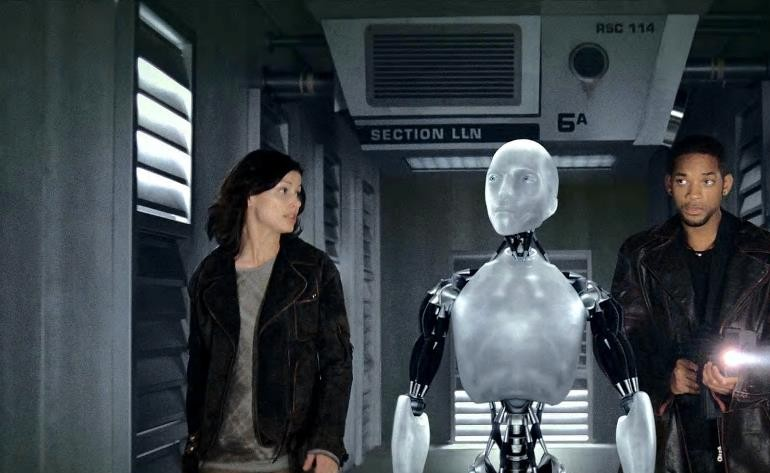 RSC 114
6A
SECTION LLN